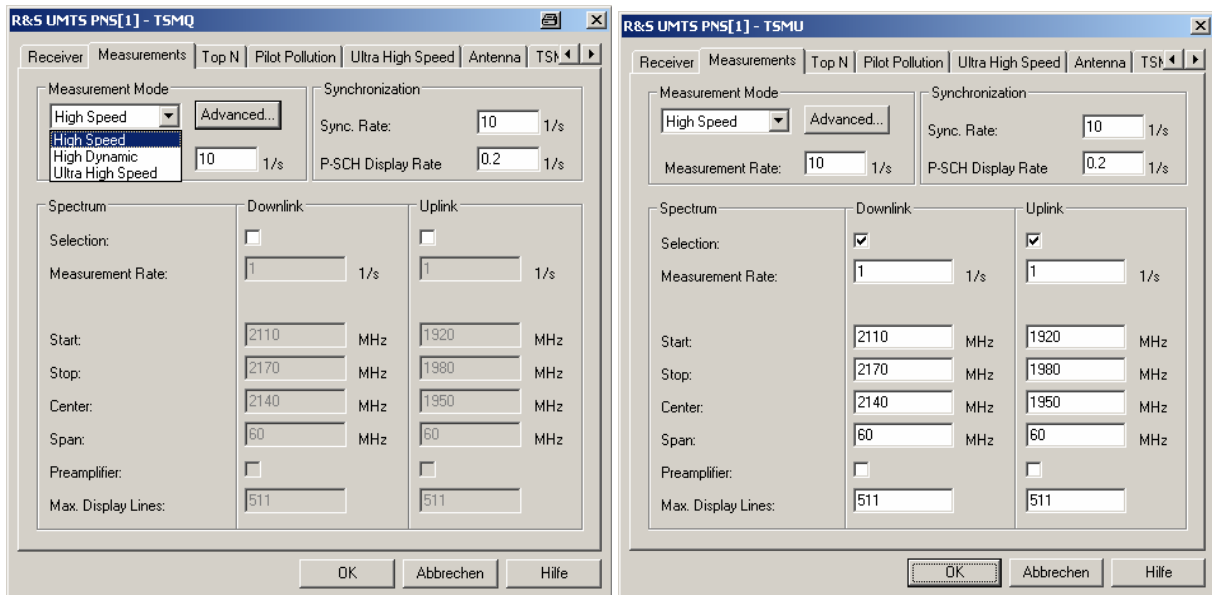 R&S UMTS PNS[1] - TSMQ
Receiver Measurements Top N Pilot Pollution Ultra High Speed Antenna
Measurement Mode
High Speed
Advanced...
High Speed
High Dynamic
Ultra High Speed
10 1/s
Synchronization
Sync. Rate: 10 1/s
P-SCH Display Rate 0.2 1/s
Spectrum Downlink Uplink
Selection:
Measurement Rate: 1 1/s 1 1/s
Start: 2110 MHz 1920 MHz
Stop: 2170 MHz 1980 MHz
Center: 2140 MHz 1950 MHz
Span: 60 MHz 60 MHz
Preamplifier:
Max. Display Lines: 511 511
OK Abbrechen Hilfe
R&S UMTS PNS[1] - TSMU
Receiver Measurements Top N Pilot Pollution Ultra High Speed Antenna
Measurement Mode
High Speed Advanced...
Measurement Rate: 10 1/s
Synchronization
Sync. Rate: 10 1/s
P-SCH Display Rate 0.2 1/s
Spectrum Downlink Uplink
Selection:
Measurement Rate: 1 1/s 1 1/s
Start: 2110 MHz 1920 MHz
Stop: 2170 MHz 1980 MHz
Center: 2140 MHz 1950 MHz
Span: 60 MHz 60 MHz
Preamplifier:
Max. Display Lines: 511 511
OK Abbrechen Hilfe